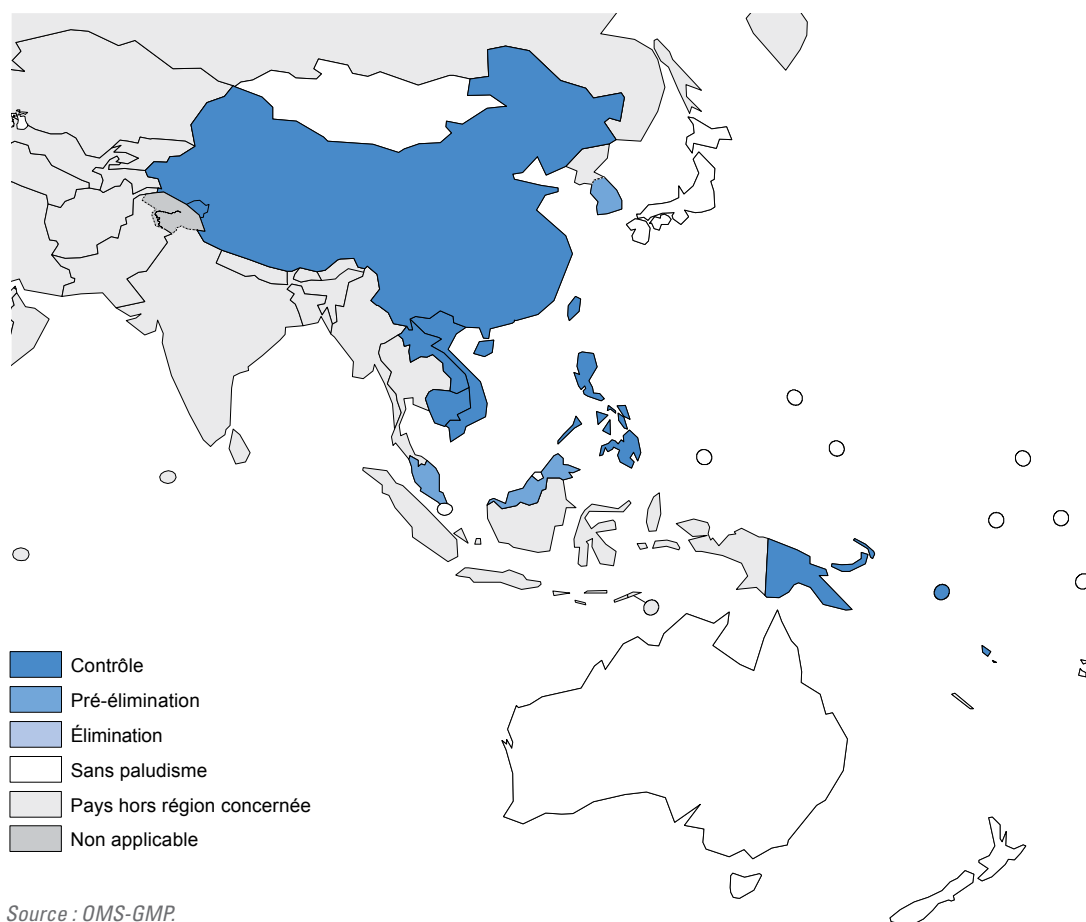 Contrôle
Pré-élimination
Élimination
Sans paludisme
Pays hors région concernée
Non applicable
Source : OMS-GMP.